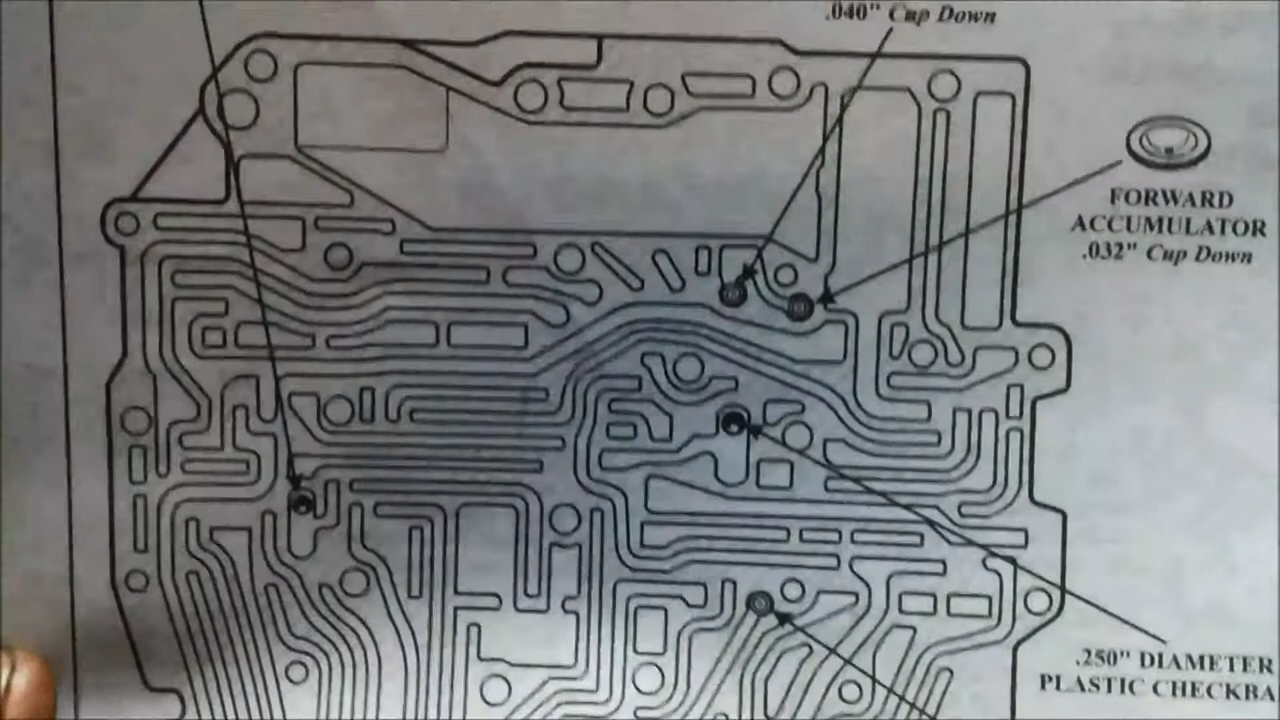 .040" Cup Down
FORWARD
ACCUMULATOR
.032" Cup Down
.250" DIAMETER
PLASTIC CHECKBA